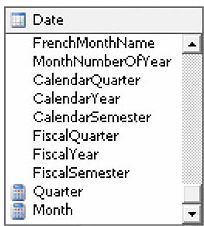 Date
FrenchMonthName
MonthNumberOfYear
CalendarQuarter
CalendarYear
CalendarSemester
FiscalQuarter
FiscalYear
FiscalSemester
Quarter
Month